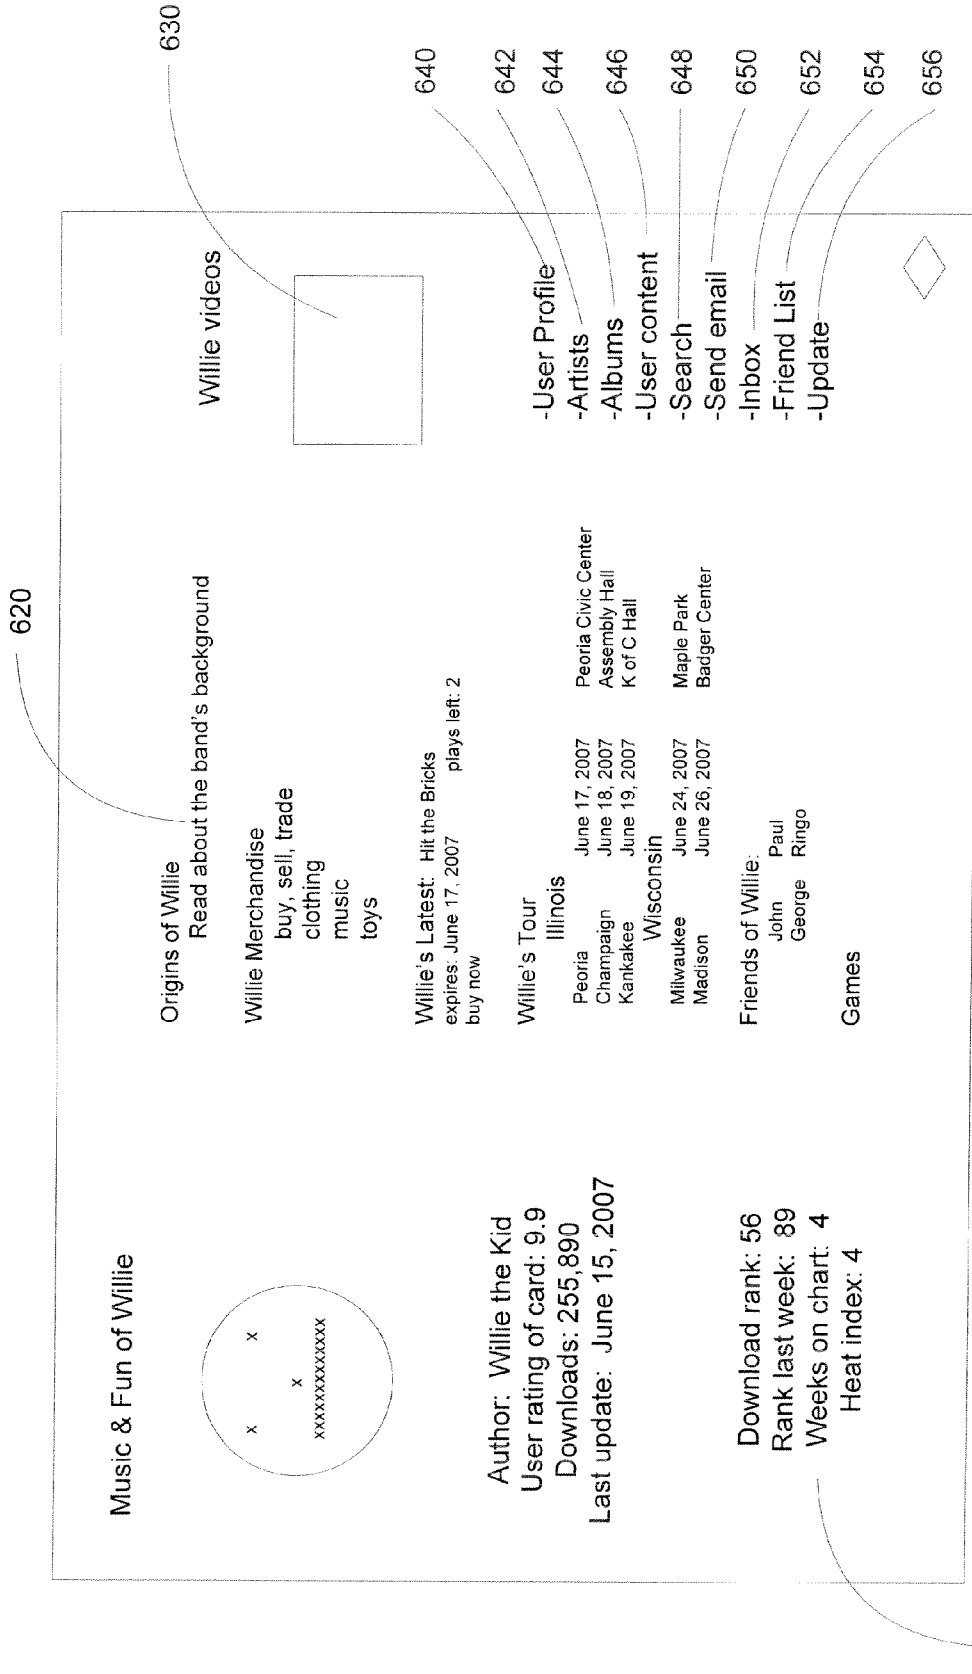 620
630
Music & Fun of Willie
x x
x
xxxxxxxxxxxxx
Author: Willie the Kid
User rating of card: 9.9
Downloads: 255,890
Last update: June 15, 2007
Download rank: 56
Rank last week: 89
Weeks on chart: 4
Heat index: 4
Origins of Willie
Read about the band's background
Willie Merchandise
buy, sell, trade
clothing
music
toys
Willie's Latest: Hit the Bricks
expires: June 17, 2007 plays left: 2
buy now
Willie's Tour
Illinois
Peoria June 17, 2007 Peoria Civic Center
Champaign June 18, 2007 Assembly Hall
Kankakee June 19, 2007 K of C Hall
Wisconsin
Milwaukee June 24, 2007 Maple Park
Madison June 26, 2007 Badger Center
Friends of Willie:
John Paul
George Ringo
Games
Willie videos
-User Profile 640
-Artists 642
-Albums 644
-User content 646
-Search 648
-Send email 650
-Inbox 652
-Friend List 654
-Update 656